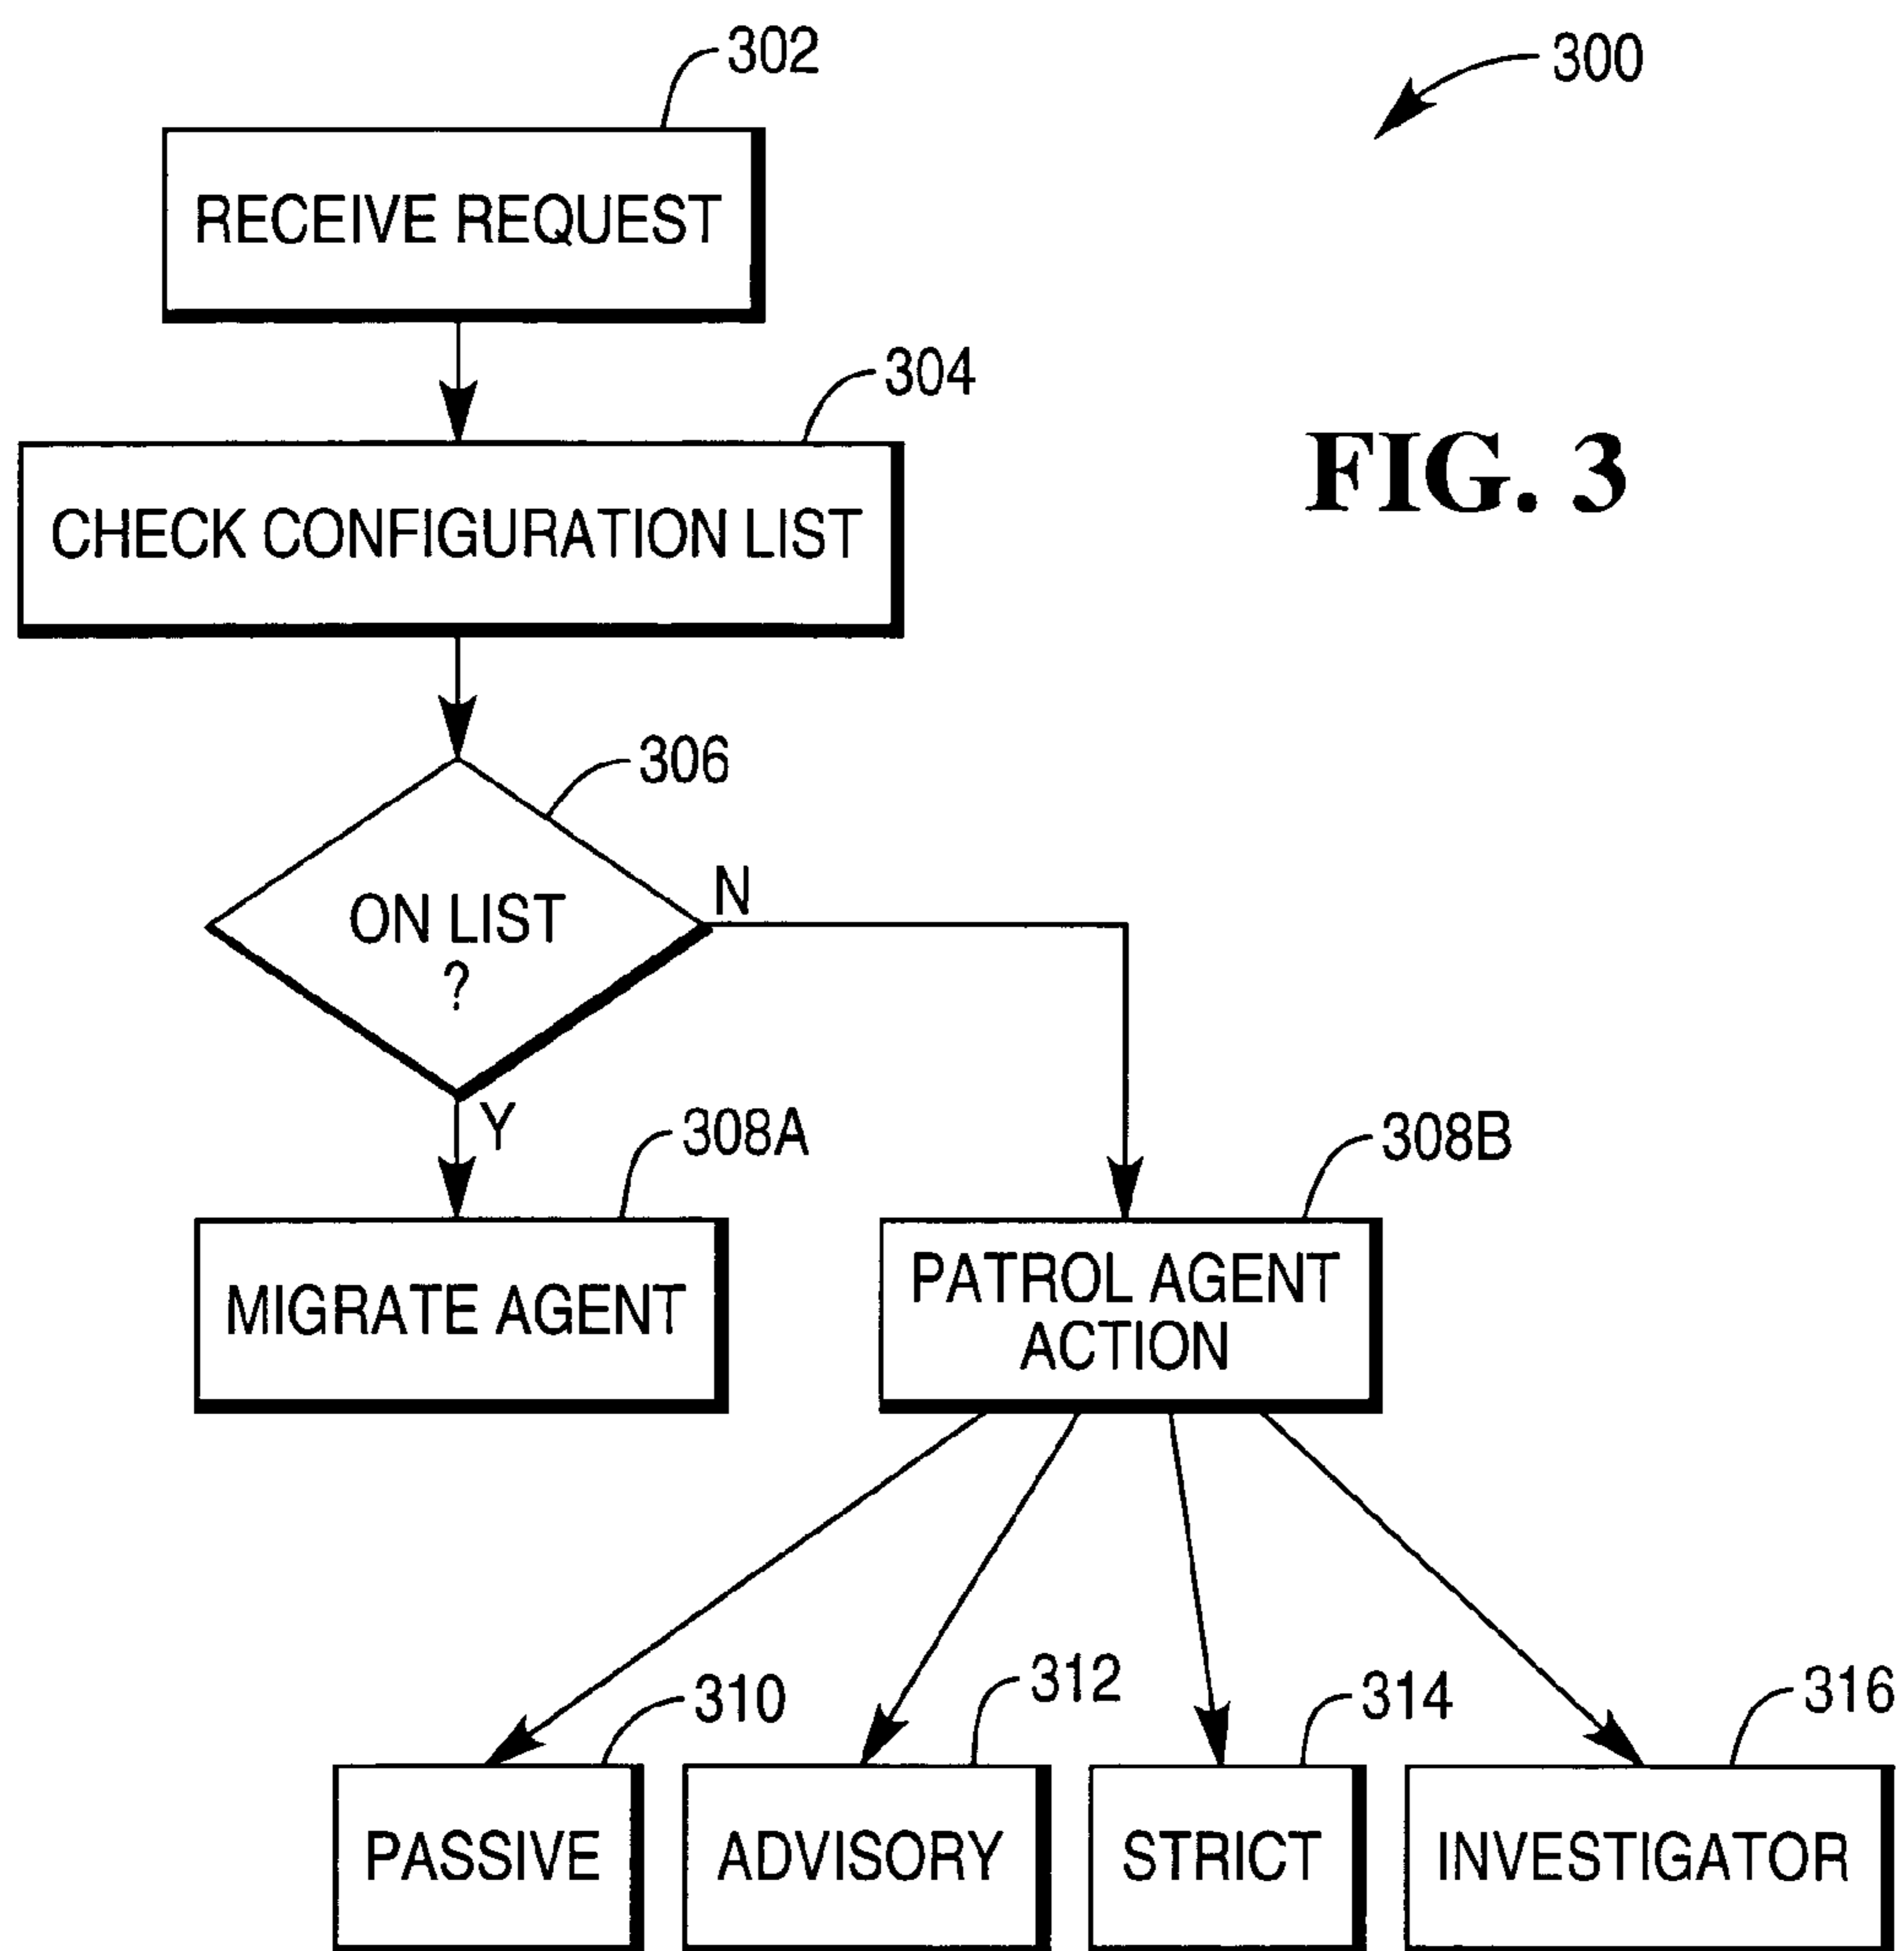 302
300
RECEIVE REQUEST
304
FIG. 3
CHECK CONFIGURATION LIST
306
N
ON LIST
?
Y
308A
308B
MIGRATE AGENT
PATROL AGENT
ACTION
310
312
314
316
PASSIVE
ADVISORY
STRICT
INVESTIGATOR